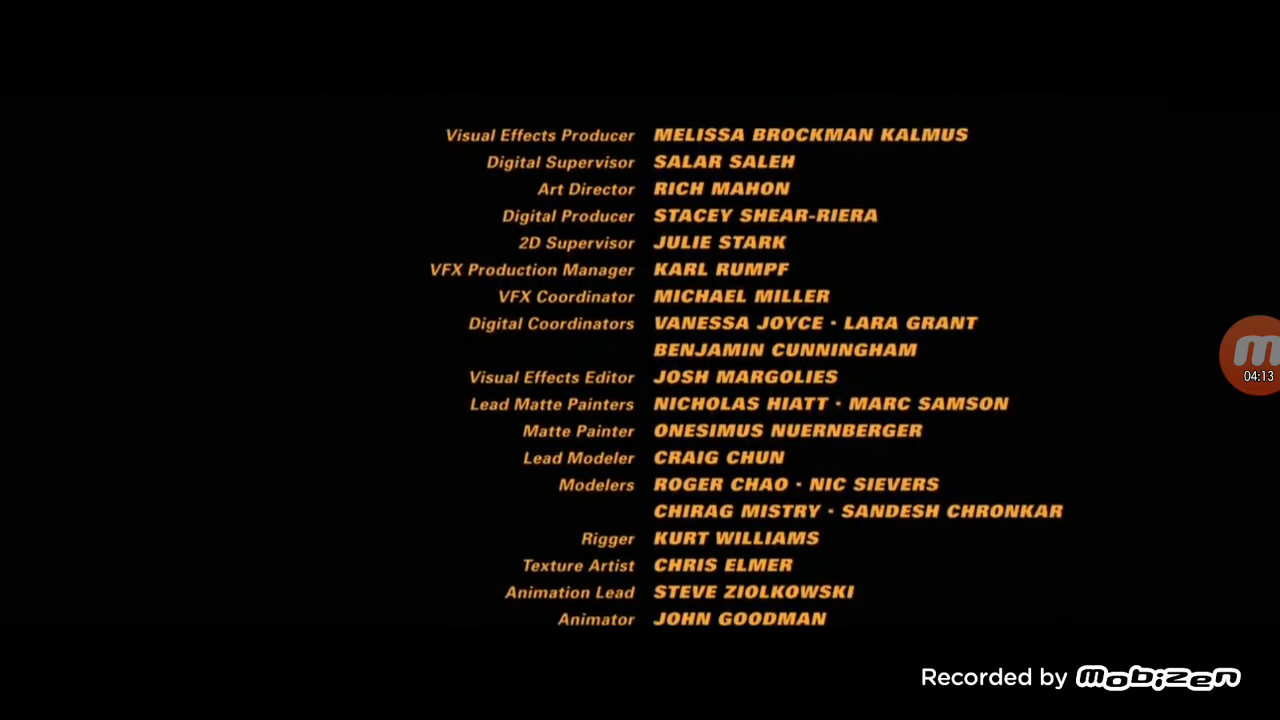 Visual Effects Producer MELISSA BROCKMAN KALMUS
Digital Supervisor SALAR SALEH
Art Director RICH MAHON
Digital Producer STACEY SHEAR-RIERA
2D Supervisor JULIE STARK
VFX Production Manager KARL RUMPF
VFX Coordinator MICHAEL MILLER
Digital Coordinators VANESSA JOYCE · LARA GRANT
BENJAMIN CUNNINGHAM
Visual Effects Editor JOSH MARGOLIES
Lead Matte Painters NICHOLAS HIATT · MARC SAMSON
Matte Painter ONESIMUS NUERNBERGER
Lead Modeler CRAIG CHUN
Modelers ROGER CHAO · NIC SIEVERS
CHIRAG MISTRY · SANDESH CHRONKAR
Rigger KURT WILLIAMS
Texture Artist CHRIS ELMER
Animation Lead STEVE ZIOLKOWSKI
Animator JOHN GOODMAN
m
04:13
Recorded by mobizen